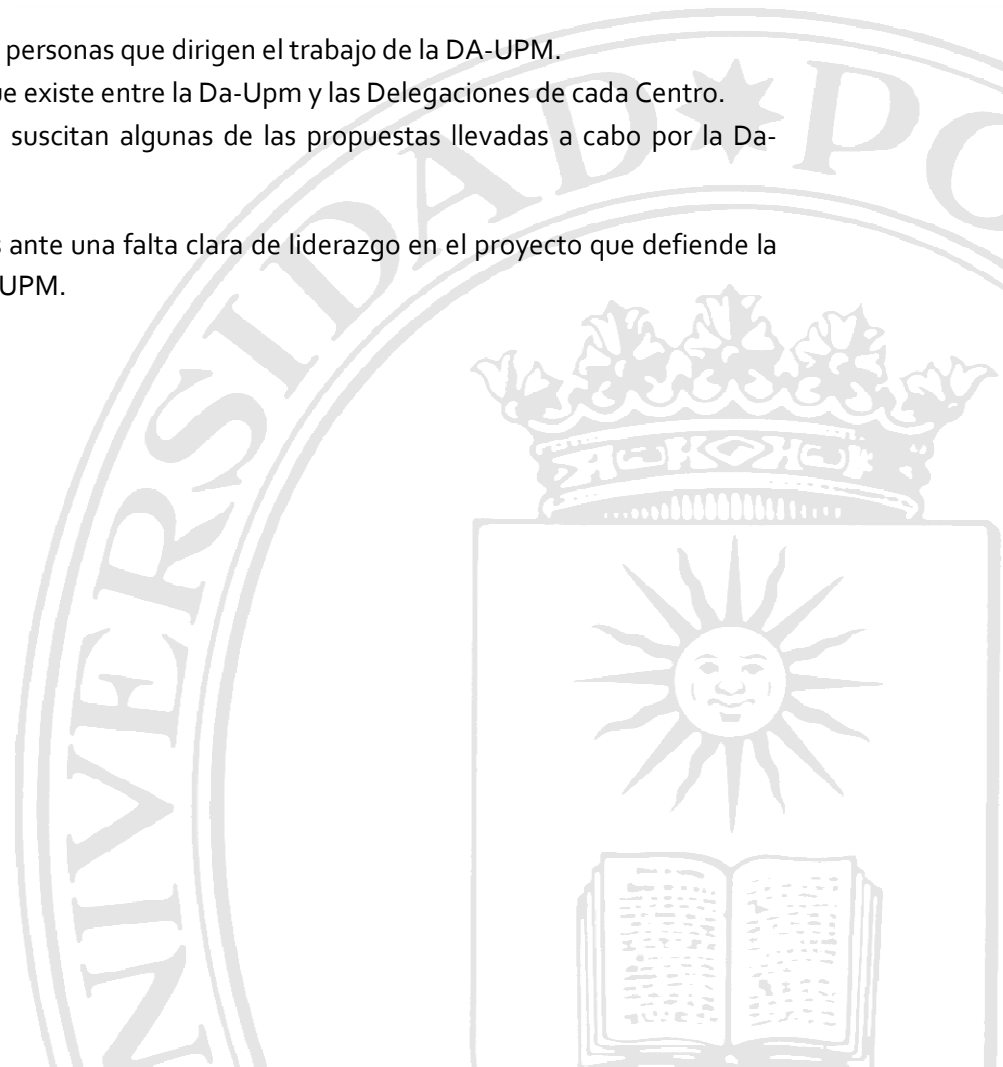 personas que dirigen el trabajo de la DA-UPM.
ue existe entre la Da-Upm y las Delegaciones de cada Centro.
suscitan algunas de las propuestas llevadas a cabo por la Da-
s ante una falta clara de liderazgo en el proyecto que defiende la
UPM.
NIVERSIDAD PO